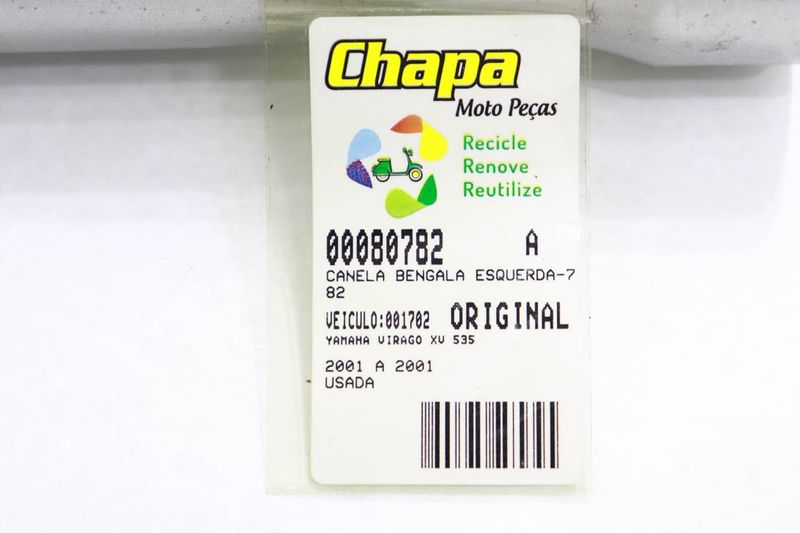 Chapa
Moto Peças
Recicle
Renove
Reutilize
00080782 A
CANELA BENGALA ESQUERDA-7
82
VEICULO:001702 ORIGINAL
YAMAHA VIRAGO XV 535
2001 A 2001
USADA